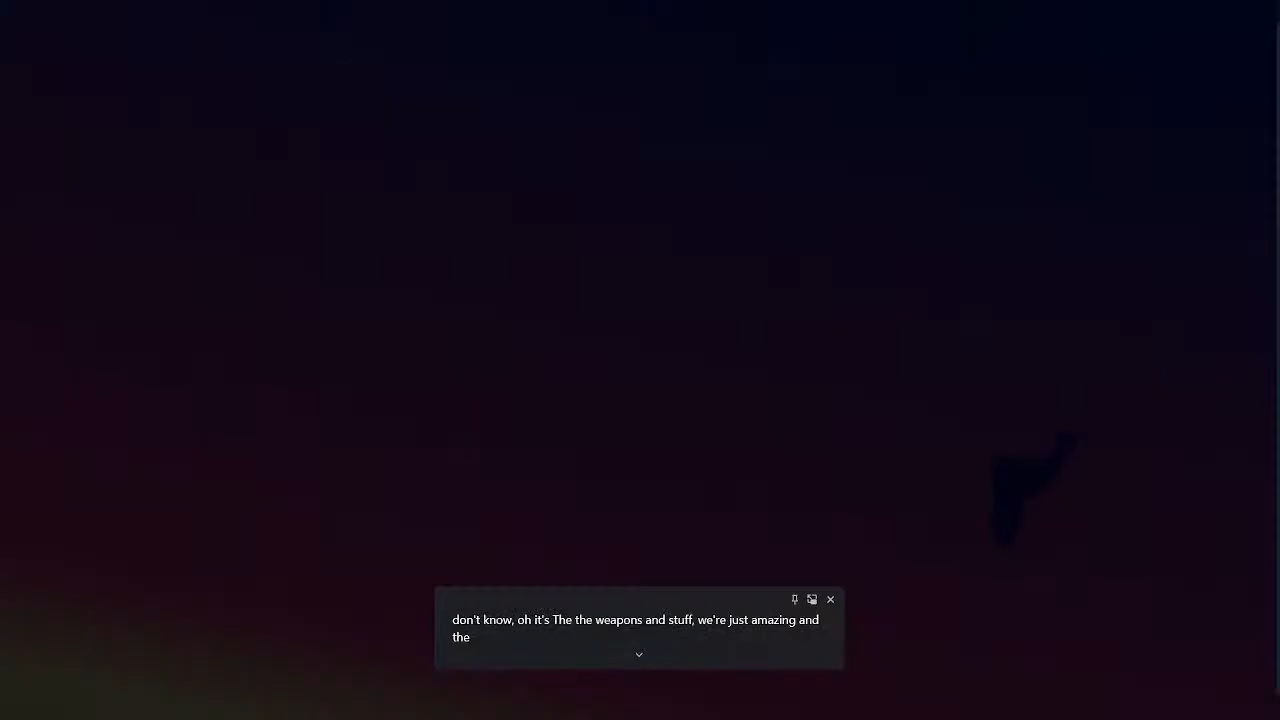 don't know, oh it's The the weapons and stuff, we're just amazing and
the